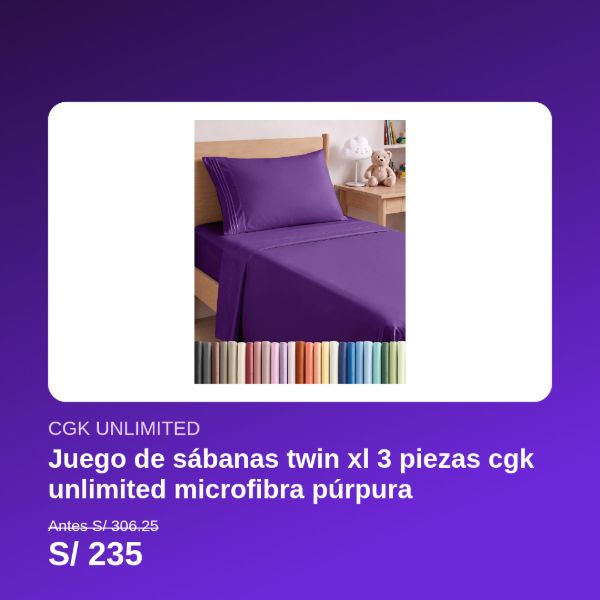 CGK UNLIMITED
Juego de sábanas twin xl 3 piezas cgk
unlimited microfibra púrpura
Antes S/ 306.25
S/ 235